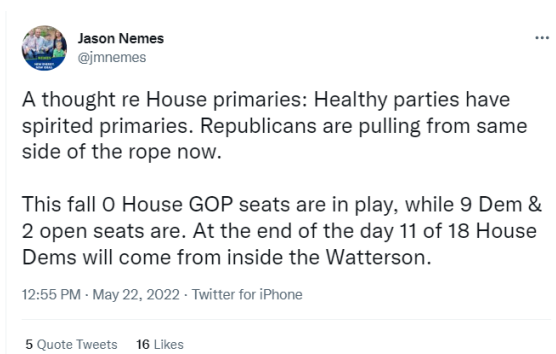 Jason Nemes
@jmnemes
A thought re House primaries: Healthy parties have
spirited primaries. Republicans are pulling from same
side of the rope now.
This fall 0 House GOP seats are in play, while 9 Dem &
2 open seats are. At the end of the day 11 of 18 House
Dems will come from inside the Watterson.
12:55 PM · May 22, 2022 · Twitter for iPhone
5 Quote Tweets 16 Likes